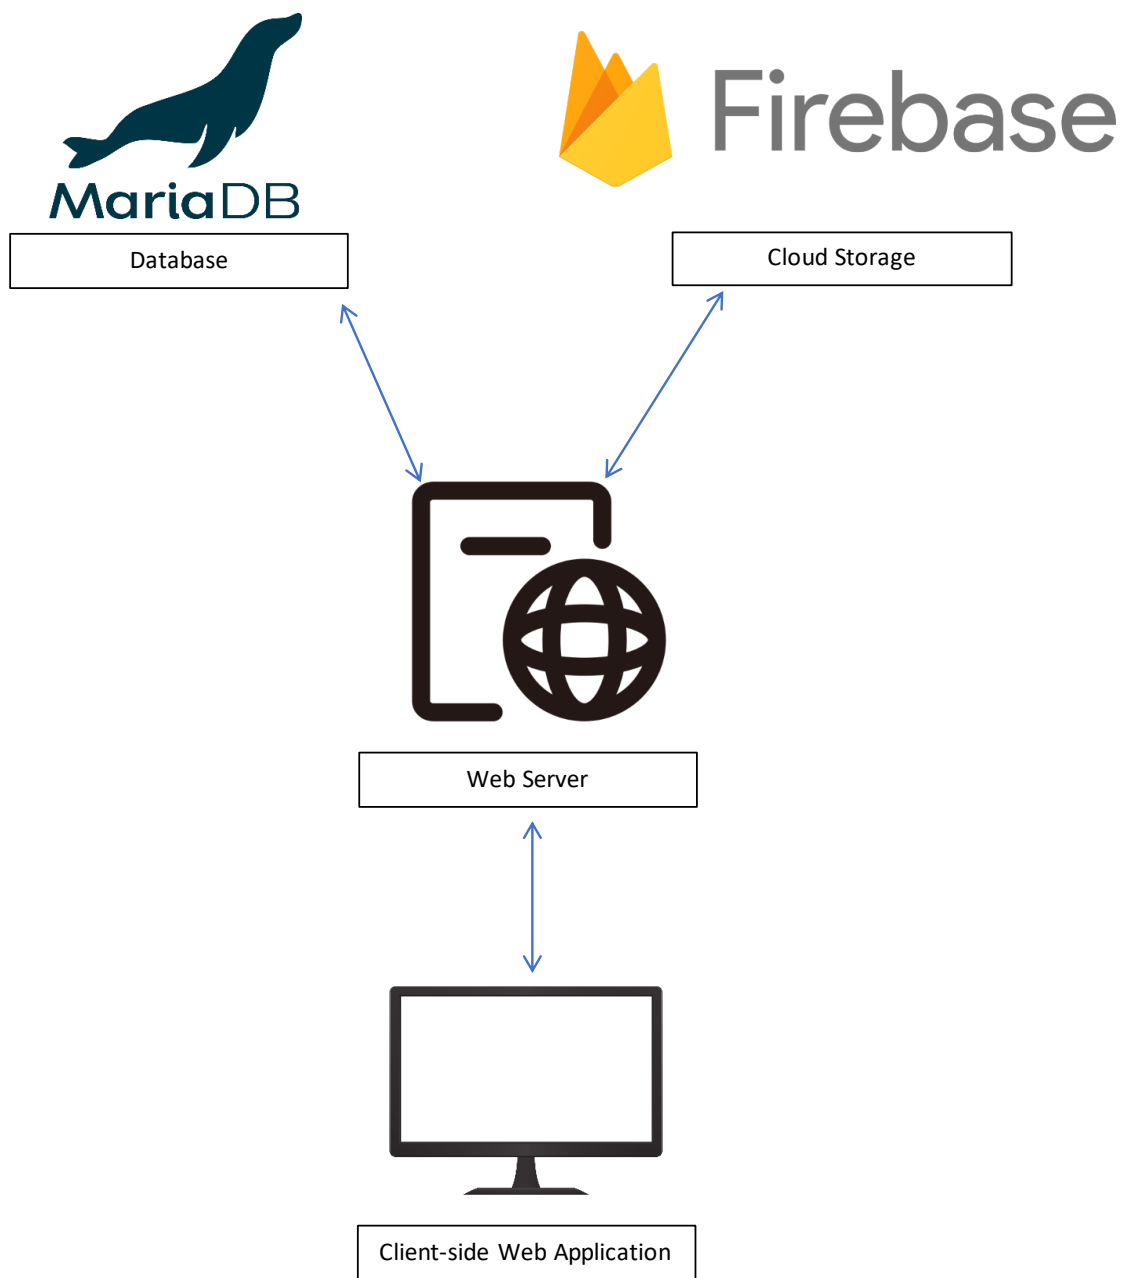 MariaDB
Firebase
Database
Cloud Storage
Web Server
Client-side Web Application